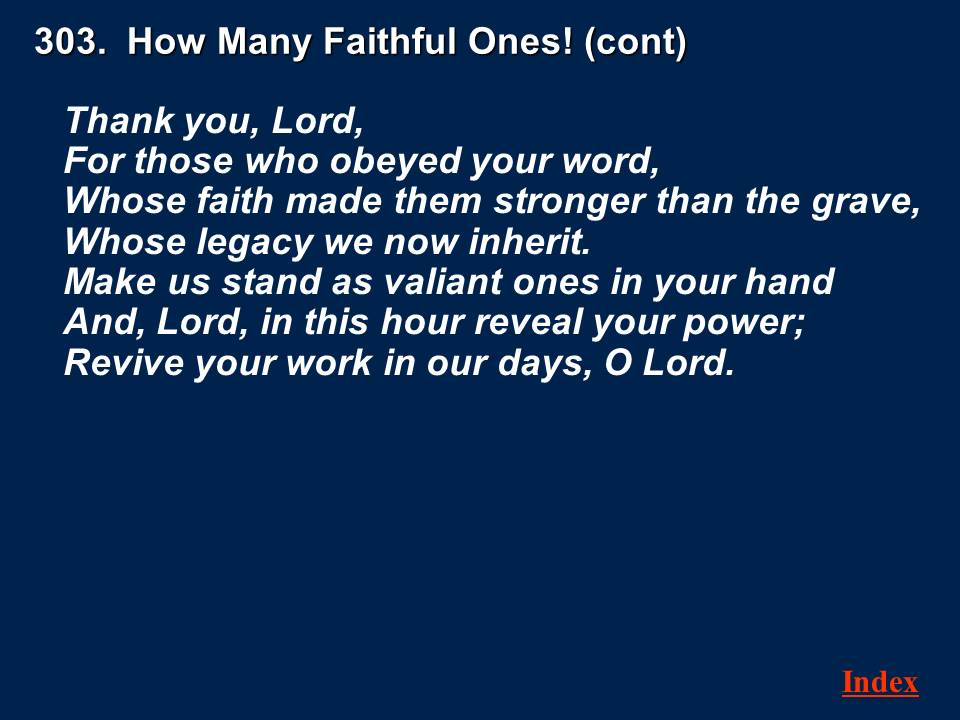 303.  How Many Faithful Ones! (cont)
Thank you, Lord,
For those who obeyed your word,
Whose faith made them stronger than the grave,
Whose legacy we now inherit.
Make us stand as valiant ones in your hand
And, Lord, in this hour reveal your power;
Revive your work in our days, O Lord.
Index